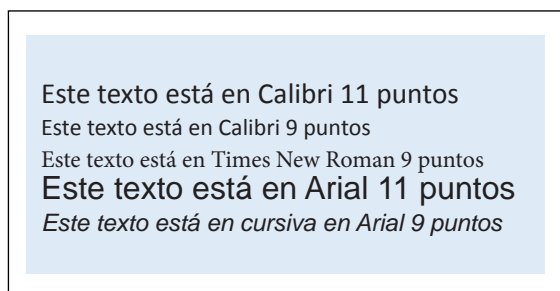 Este texto está en Calibri 11 puntos
Este texto está en Calibri 9 puntos
Este texto está en Times New Roman 9 puntos
Este texto está en Arial 11 puntos
Este texto está en cursiva en Arial 9 puntos